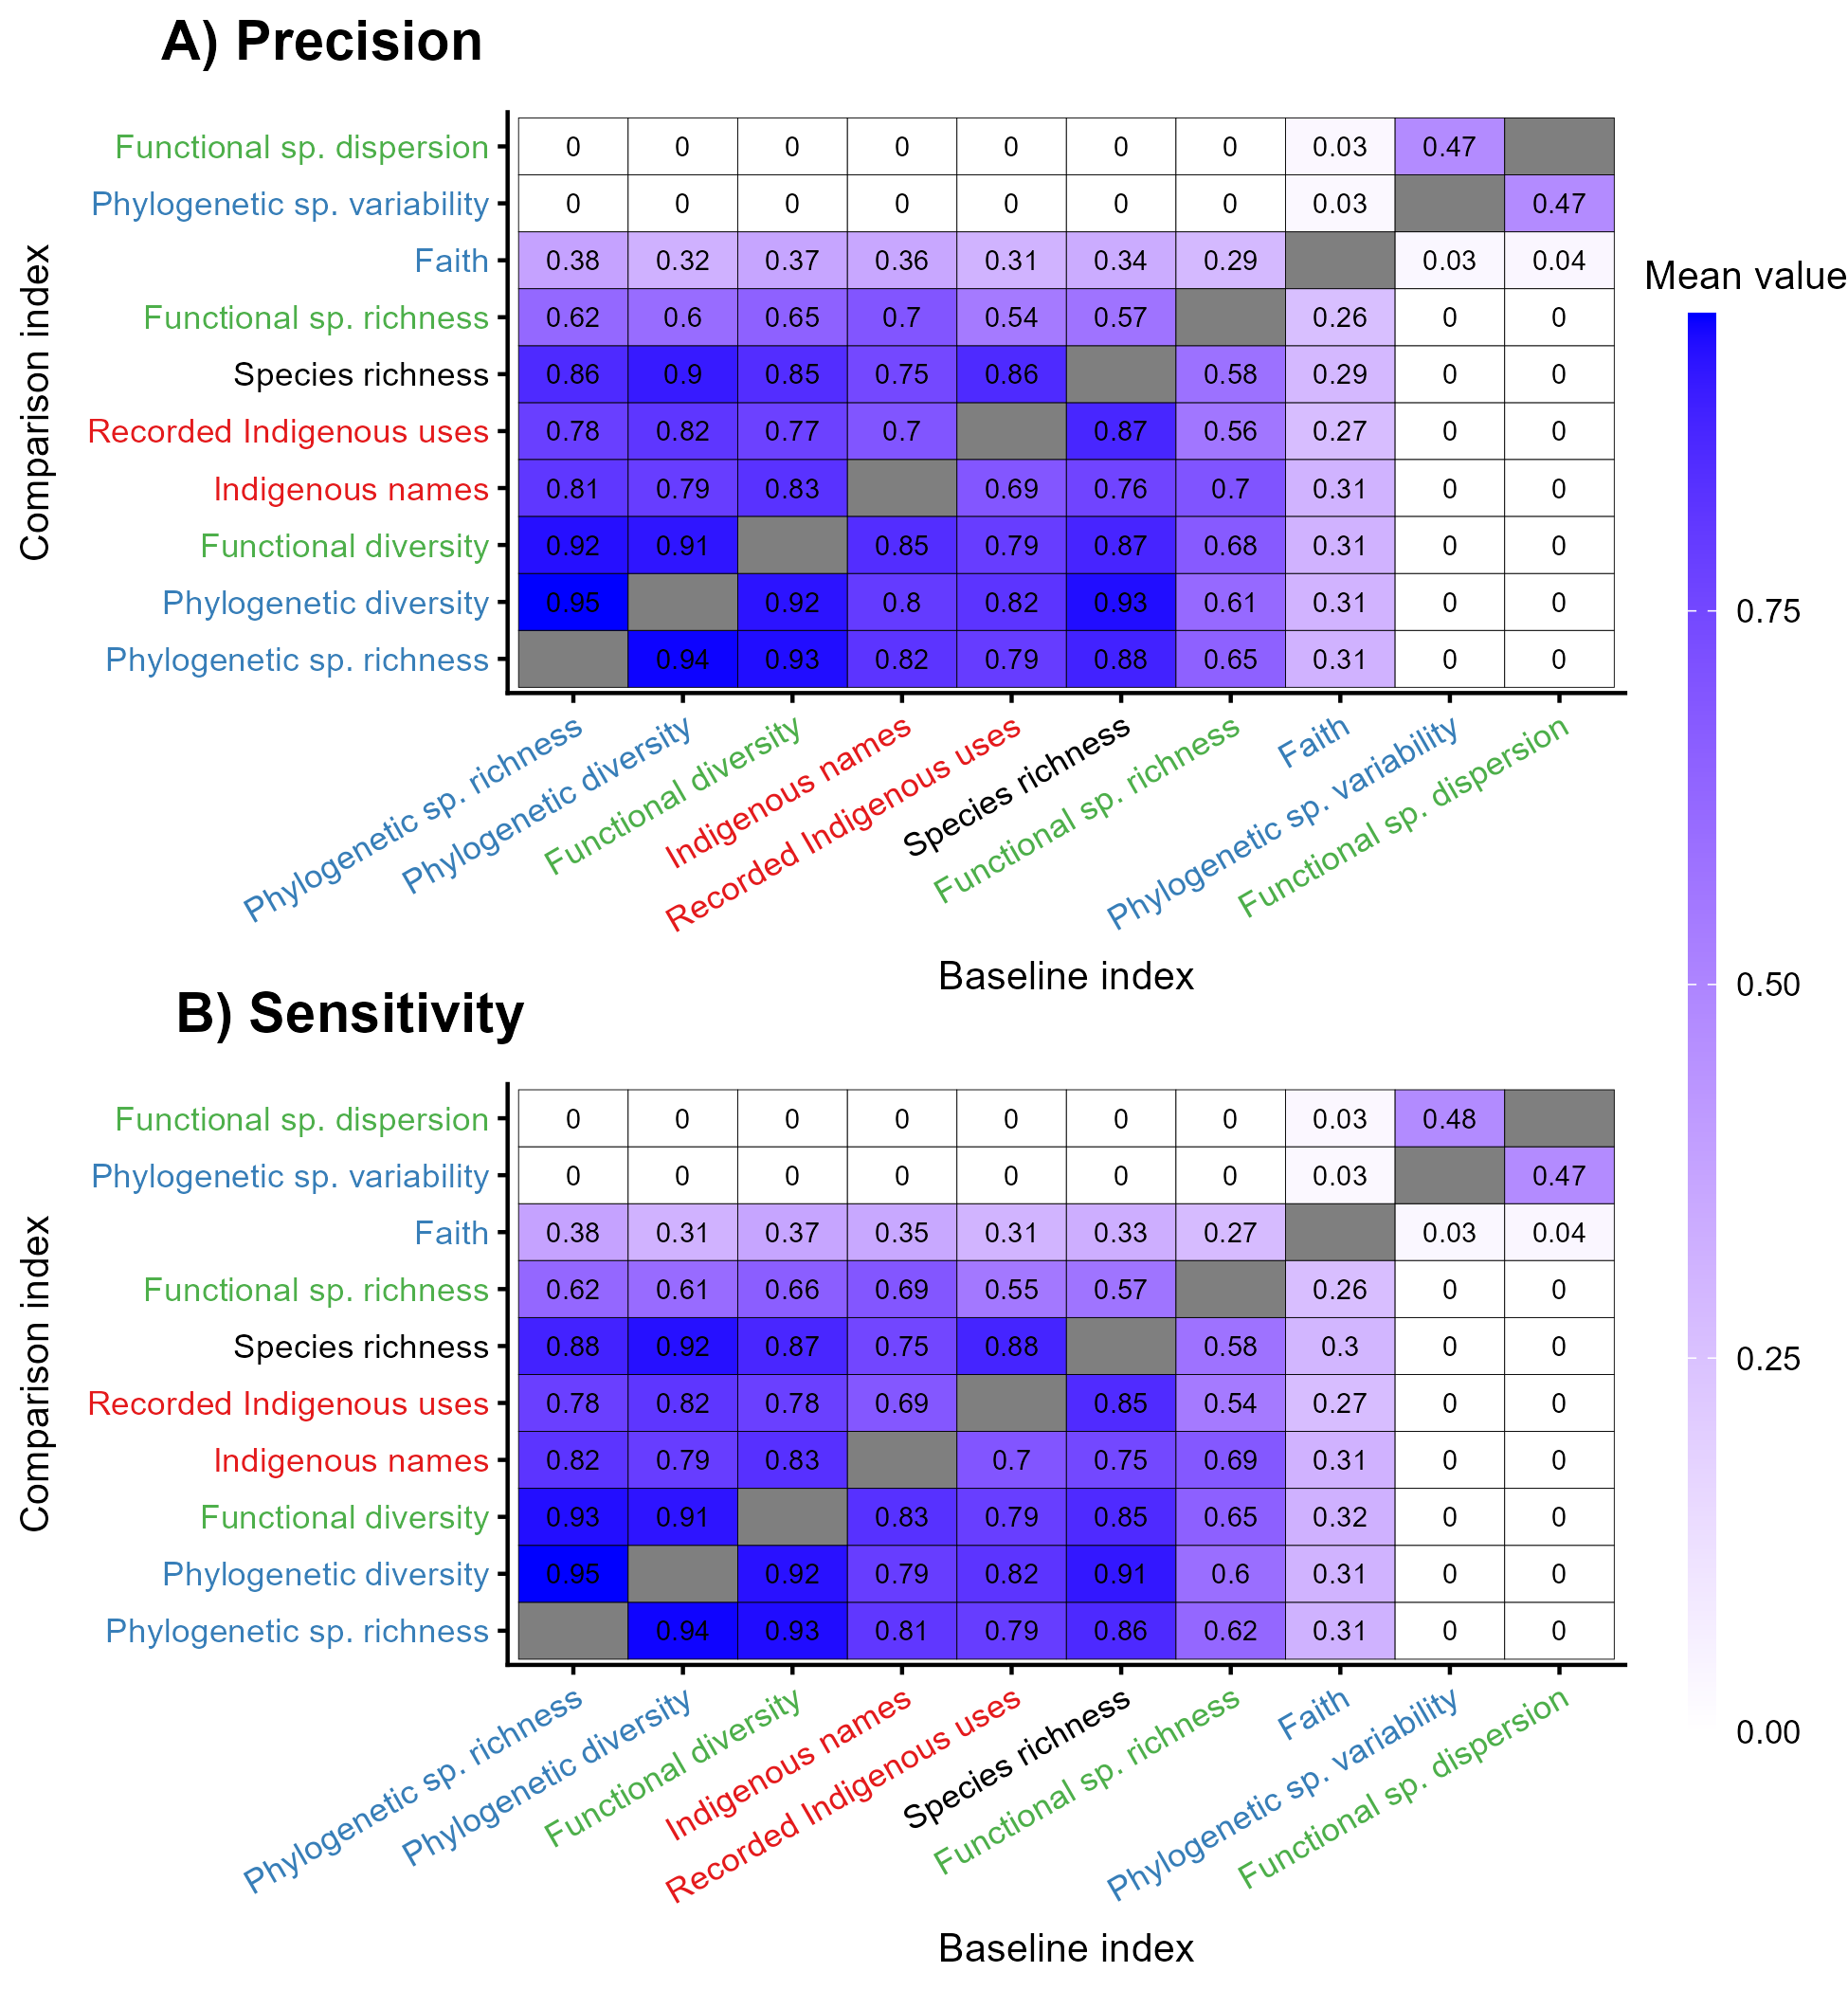 A) Precision
Comparison index
Functional sp. dispersion 0 0 0 0 0 0 0 0.03 0.47
Phylogenetic sp. variability 0 0 0 0 0 0 0 0.03 0.47
Faith 0.38 0.32 0.37 0.36 0.31 0.34 0.29 0.03 0.04
Functional sp. richness 0.62 0.6 0.65 0.7 0.54 0.57 0.26 0 0
Species richness 0.86 0.9 0.85 0.75 0.86 0.58 0.29 0 0
Recorded Indigenous uses 0.78 0.82 0.77 0.7 0.87 0.56 0.27 0 0
Indigenous names 0.81 0.79 0.83 0.69 0.76 0.7 0.31 0 0
Functional diversity 0.92 0.91 0.85 0.79 0.87 0.68 0.31 0 0
Phylogenetic diversity 0.95 0.92 0.8 0.82 0.93 0.61 0.31 0 0
Phylogenetic sp. richness 0.94 0.93 0.82 0.79 0.88 0.65 0.31 0 0
Phylogenetic sp. richness
Phylogenetic diversity
Functional diversity
Indigenous names
Recorded Indigenous uses
Species richness
Functional sp. richness
Faith
Phylogenetic sp. variability
Functional sp. dispersion
Baseline index
B) Sensitivity
Comparison index
Functional sp. dispersion 0 0 0 0 0 0 0 0.03 0.48
Phylogenetic sp. variability 0 0 0 0 0 0 0 0.03 0.47
Faith 0.38 0.31 0.37 0.35 0.31 0.33 0.27 0.03 0.04
Functional sp. richness 0.62 0.61 0.66 0.69 0.55 0.57 0.26 0 0
Species richness 0.88 0.92 0.87 0.75 0.88 0.58 0.3 0 0
Recorded Indigenous uses 0.78 0.82 0.78 0.69 0.85 0.54 0.27 0 0
Indigenous names 0.82 0.79 0.83 0.7 0.75 0.69 0.31 0 0
Functional diversity 0.93 0.91 0.83 0.79 0.85 0.65 0.32 0 0
Phylogenetic diversity 0.95 0.92 0.79 0.82 0.91 0.6 0.31 0 0
Phylogenetic sp. richness 0.94 0.93 0.81 0.79 0.86 0.62 0.31 0 0
Phylogenetic sp. richness
Phylogenetic diversity
Functional diversity
Indigenous names
Recorded Indigenous uses
Species richness
Functional sp. richness
Faith
Phylogenetic sp. variability
Functional sp. dispersion
Baseline index
Mean value
0.75
0.50
0.25
0.00